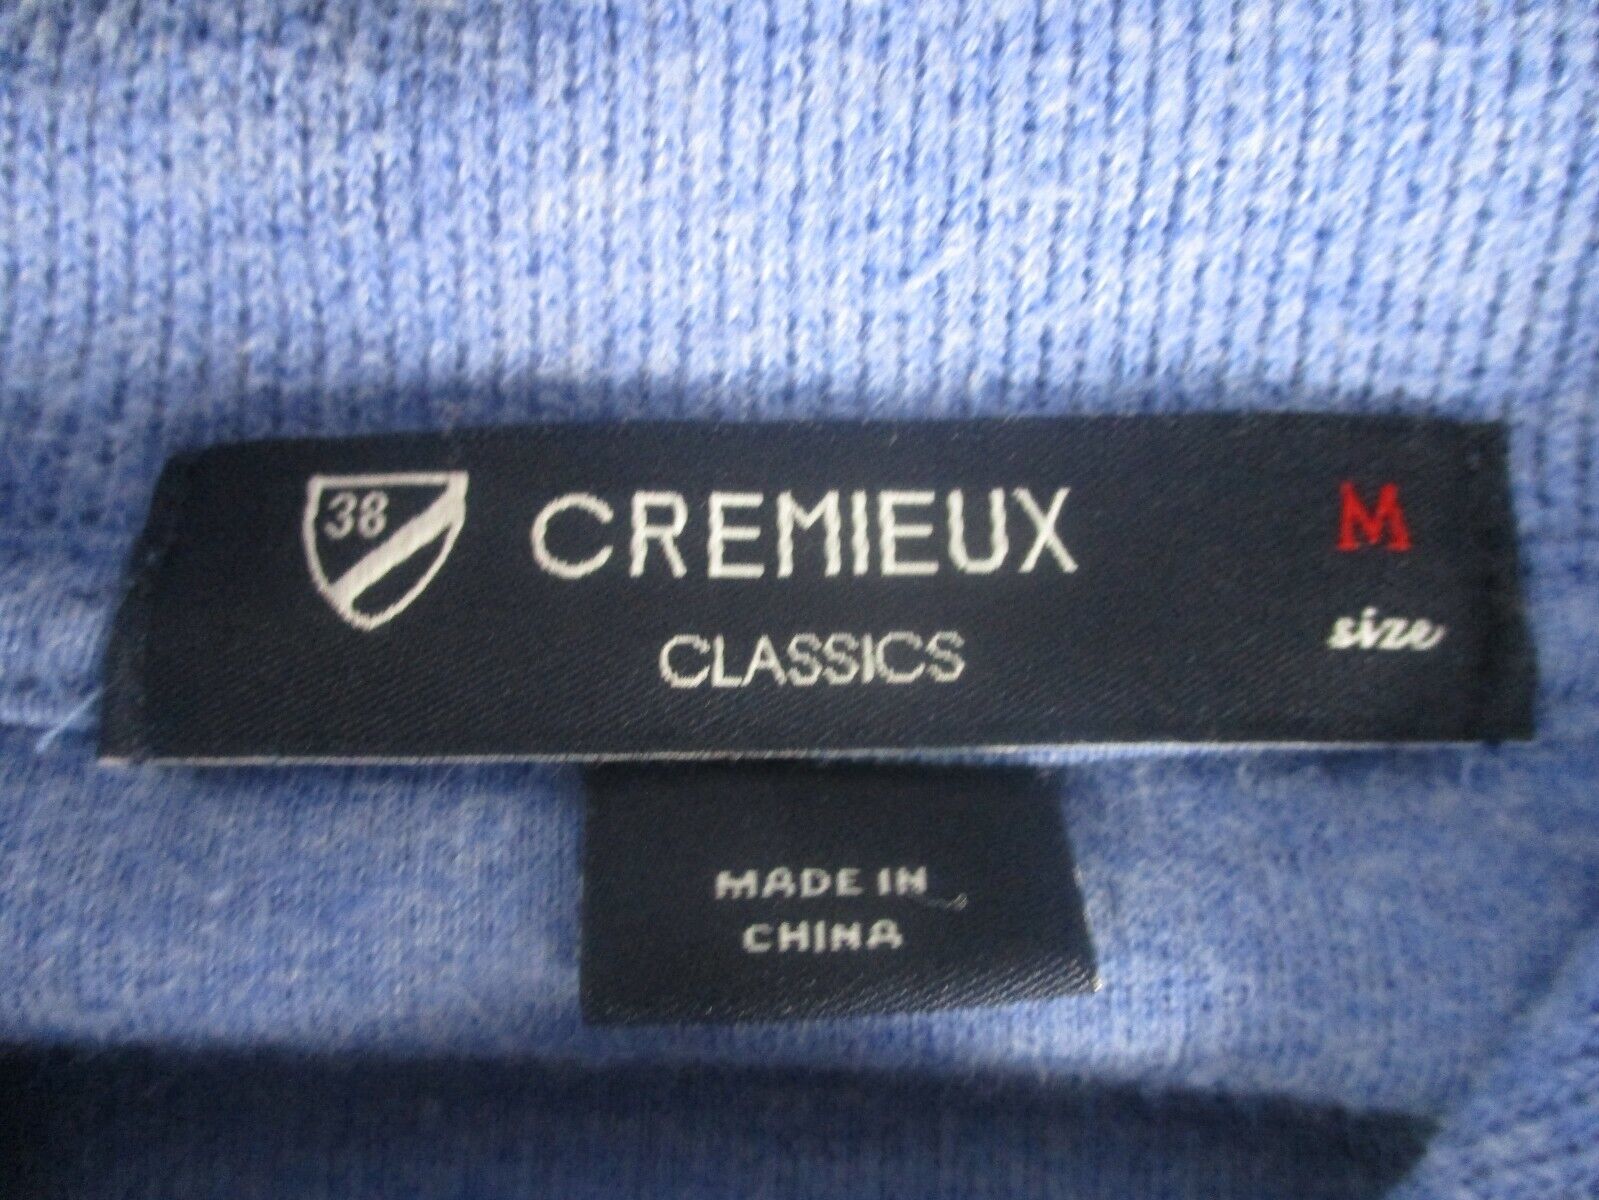 38
CREMIEUX
CLASSICS
M
size
MADE IN
CHINA